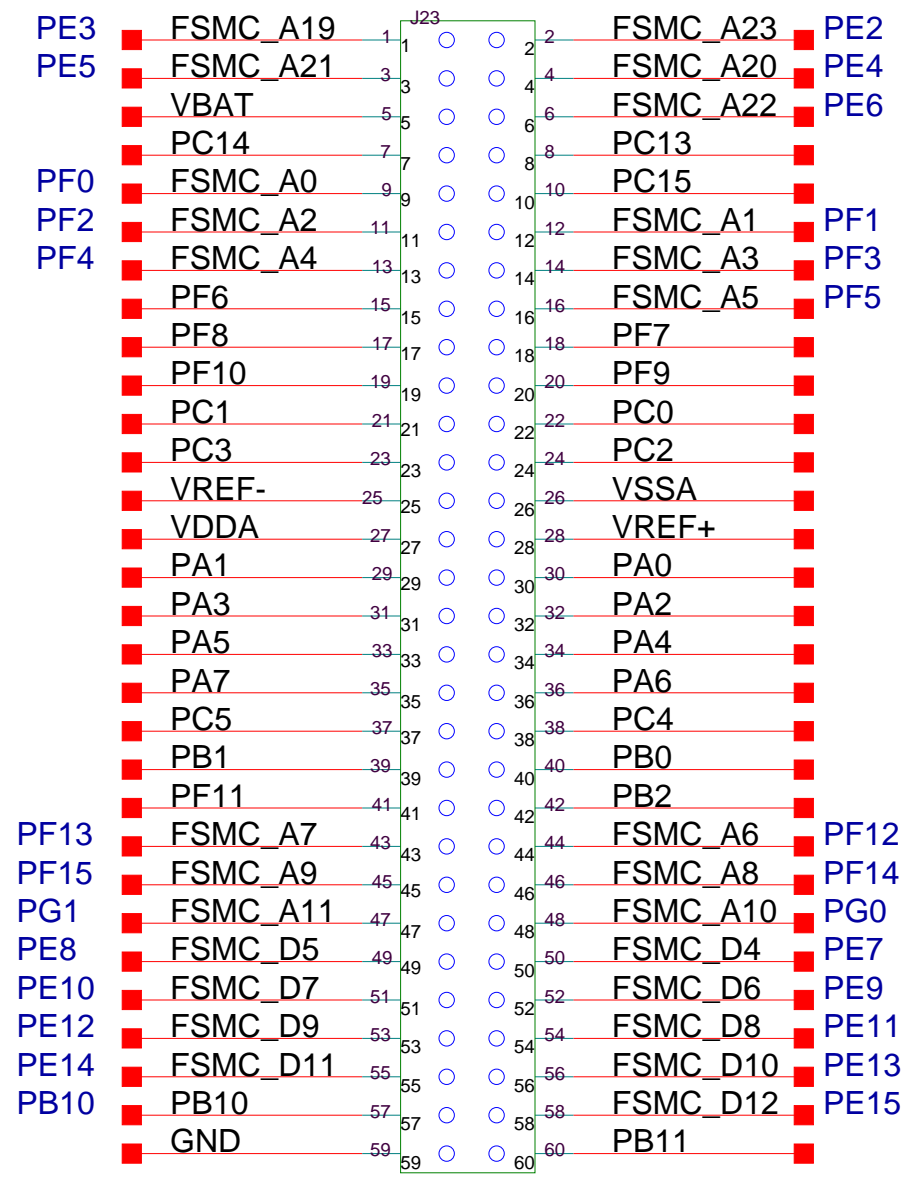 J23
PE3 FSMC_A19 1 1 2 2 FSMC_A23 PE2
PE5 FSMC_A21 3 3 4 4 FSMC_A20 PE4
VBAT 5 5 6 6 FSMC_A22 PE6
PC14 7 7 8 8 PC13
PF0 FSMC_A0 9 9 10 10 PC15
PF2 FSMC_A2 11 11 12 12 FSMC_A1 PF1
PF4 FSMC_A4 13 13 14 14 FSMC_A3 PF3
PF6 15 15 16 16 FSMC_A5 PF5
PF8 17 17 18 18 PF7
PF10 19 19 20 20 PF9
PC1 21 21 22 22 PC0
PC3 23 23 24 24 PC2
VREF- 25 25 26 26 VSSA
VDDA 27 27 28 28 VREF+
PA1 29 29 30 30 PA0
PA3 31 31 32 32 PA2
PA5 33 33 34 34 PA4
PA7 35 35 36 36 PA6
PC5 37 37 38 38 PC4
PB1 39 39 40 40 PB0
PF11 41 41 42 42 PB2
PF13 FSMC_A7 43 43 44 44 FSMC_A6 PF12
PF15 FSMC_A9 45 45 46 46 FSMC_A8 PF14
PG1 FSMC_A11 47 47 48 48 FSMC_A10 PG0
PE8 FSMC_D5 49 49 50 50 FSMC_D4 PE7
PE10 FSMC_D7 51 51 52 52 FSMC_D6 PE9
PE12 FSMC_D9 53 53 54 54 FSMC_D8 PE11
PE14 FSMC_D11 55 55 56 56 FSMC_D10 PE13
PB10 PB10 57 57 58 58 FSMC_D12 PE15
GND 59 59 60 60 PB11